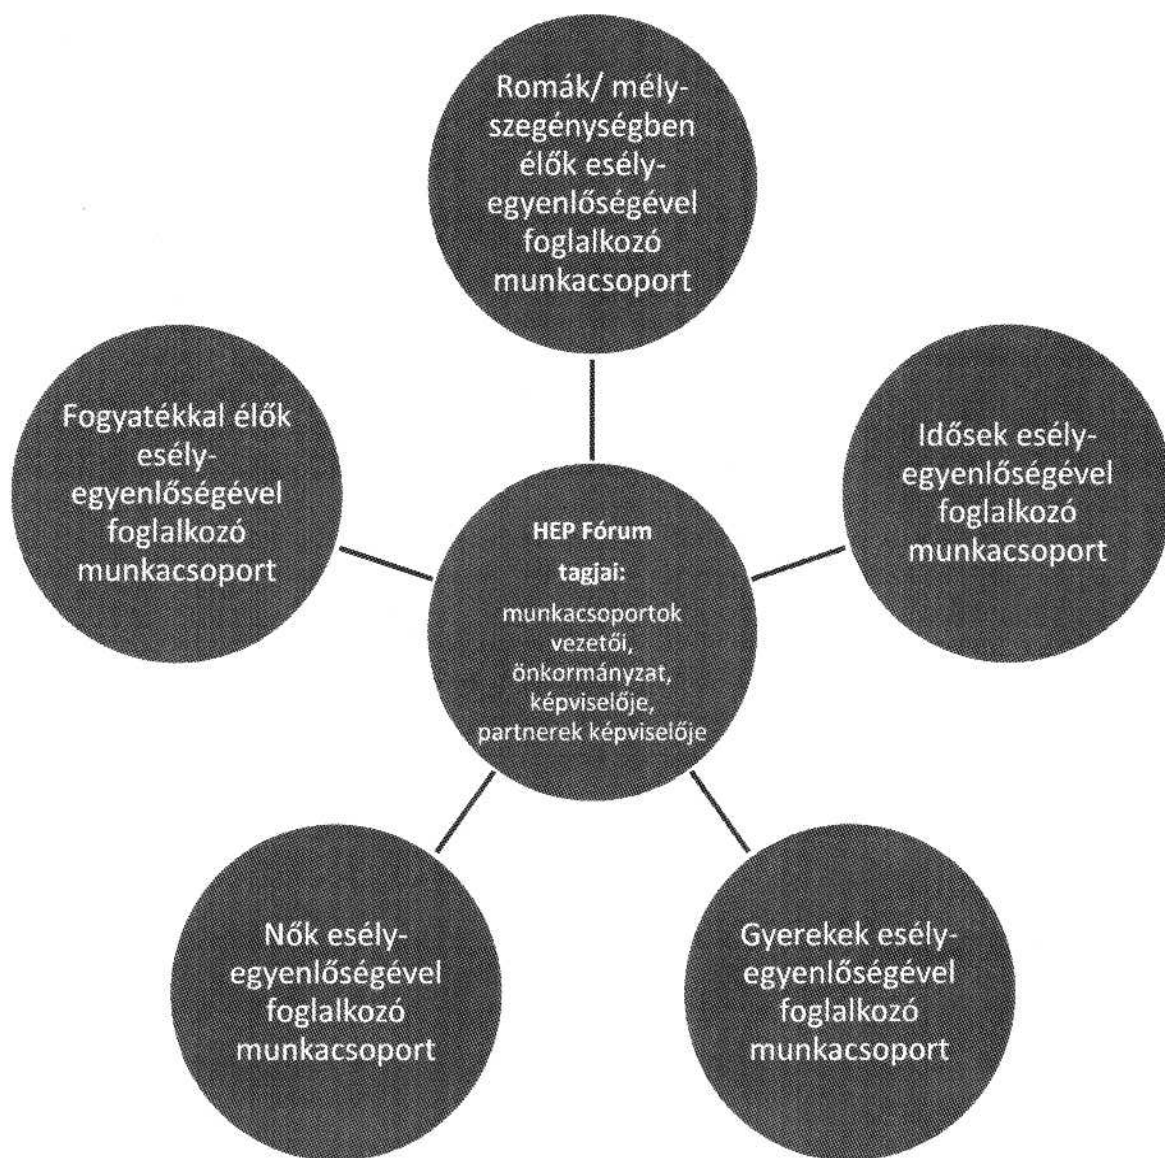 Romák/ mély-
szegénységben
élők esély-
egyenlőségével
foglalkozó
munkacsoport
Fogyatékkal élők
esély-
egyenlőségével
foglalkozó
munkacsoport
Idősek esély-
egyenlőségével
foglalkozó
munkacsoport
HEP Fórum
tagjai:
munkacsoportok
vezetői,
önkormányzat,
képviselője,
partnerek képviselője
Nők esély-
egyenlőségével
foglalkozó
munkacsoport
Gyerekek esély-
egyenlőségével
foglalkozó
munkacsoport